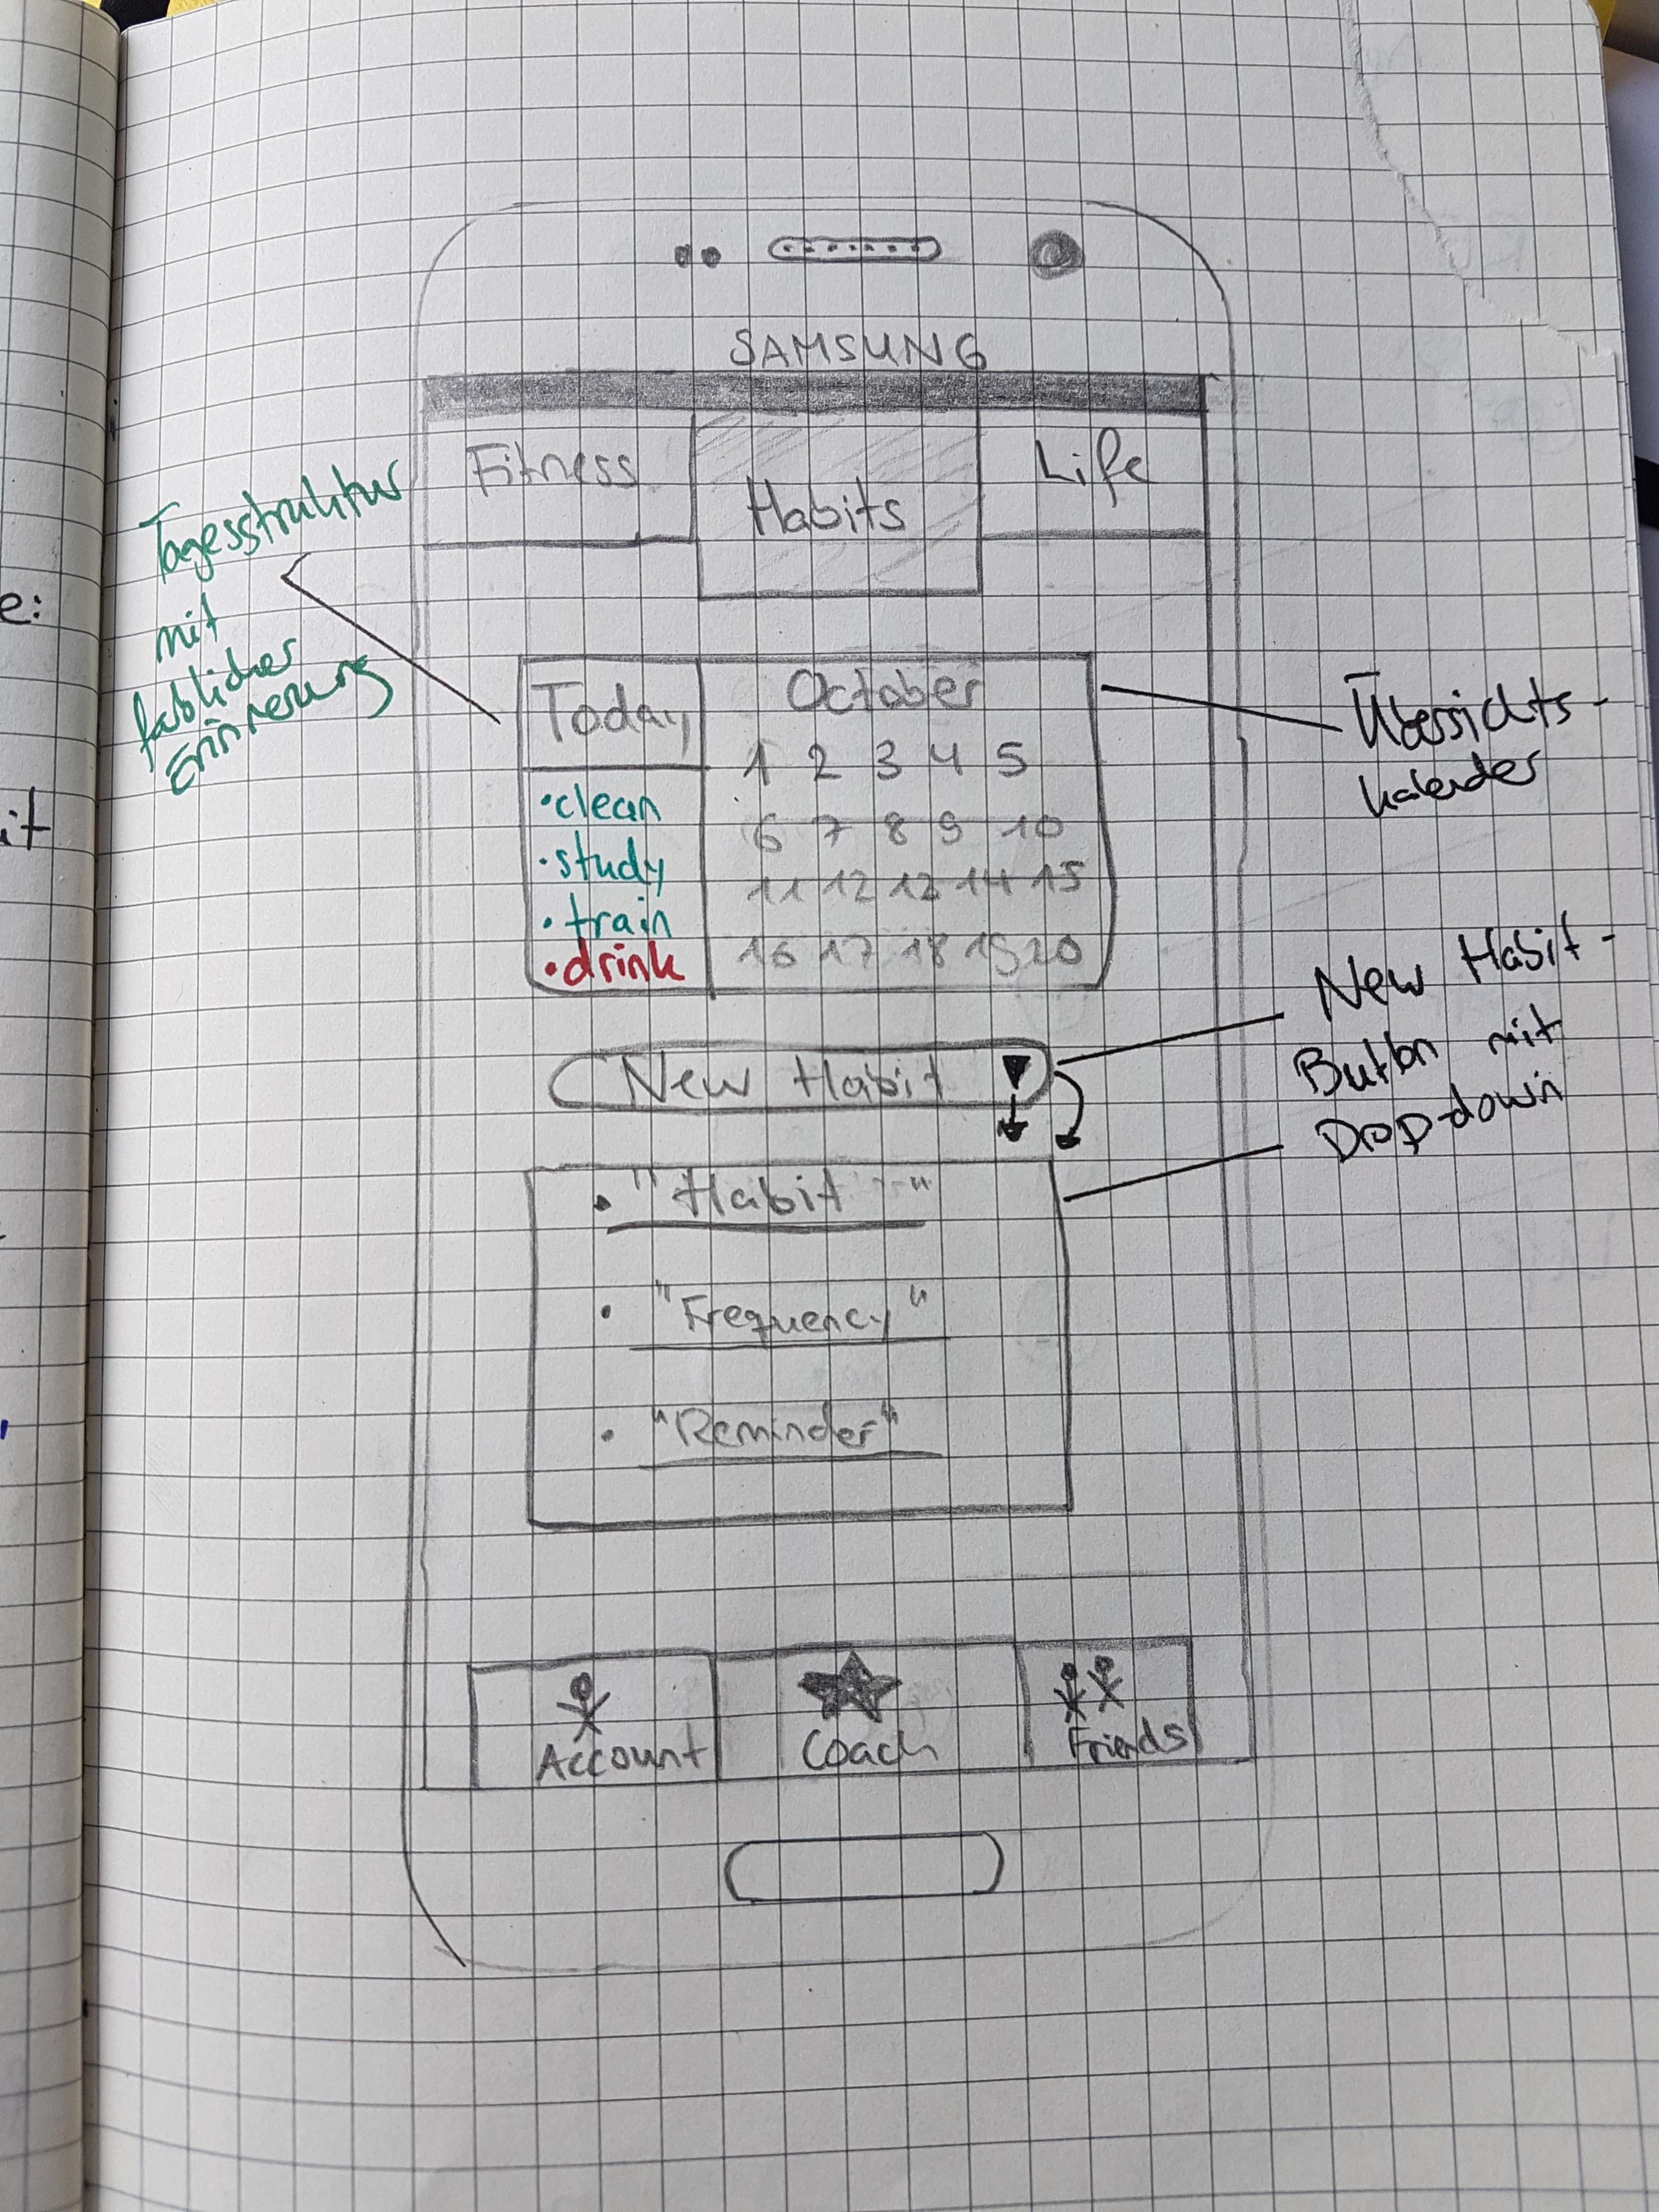 e:
it
SAMSUNG
Fitness
Habits
Life
Tagesstruktur
mit
farblicher
Erinnerung
Today
•clean
•study
•train
•drink
October
1 2 3 4 5
6 7 8 9 10
11 12 13 14 15
16 17 18 19 20
Übersichts-
kalender
New Habit
New Habit-
Button mit
Dropdown
• "Habit"
• "Frequency"
• "Reminder"
Account
Coach
Friends